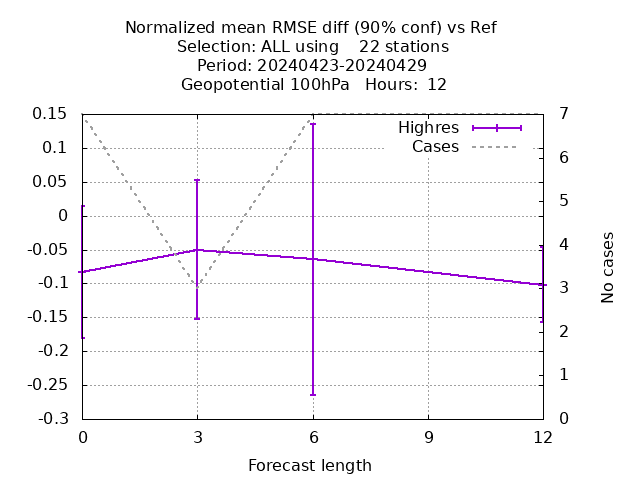 Normalized mean RMSE diff (90% conf) vs Ref
Selection: ALL using    22 stations
Period: 20240423-20240429
Geopotential 100hPa   Hours:  12
0.15
0.1
0.05
0
-0.05
-0.1
-0.15
-0.2
-0.25
-0.3
Highres
Cases
7
6
5
4
3
2
1
0
No cases
0
3
6
9
12
Forecast length